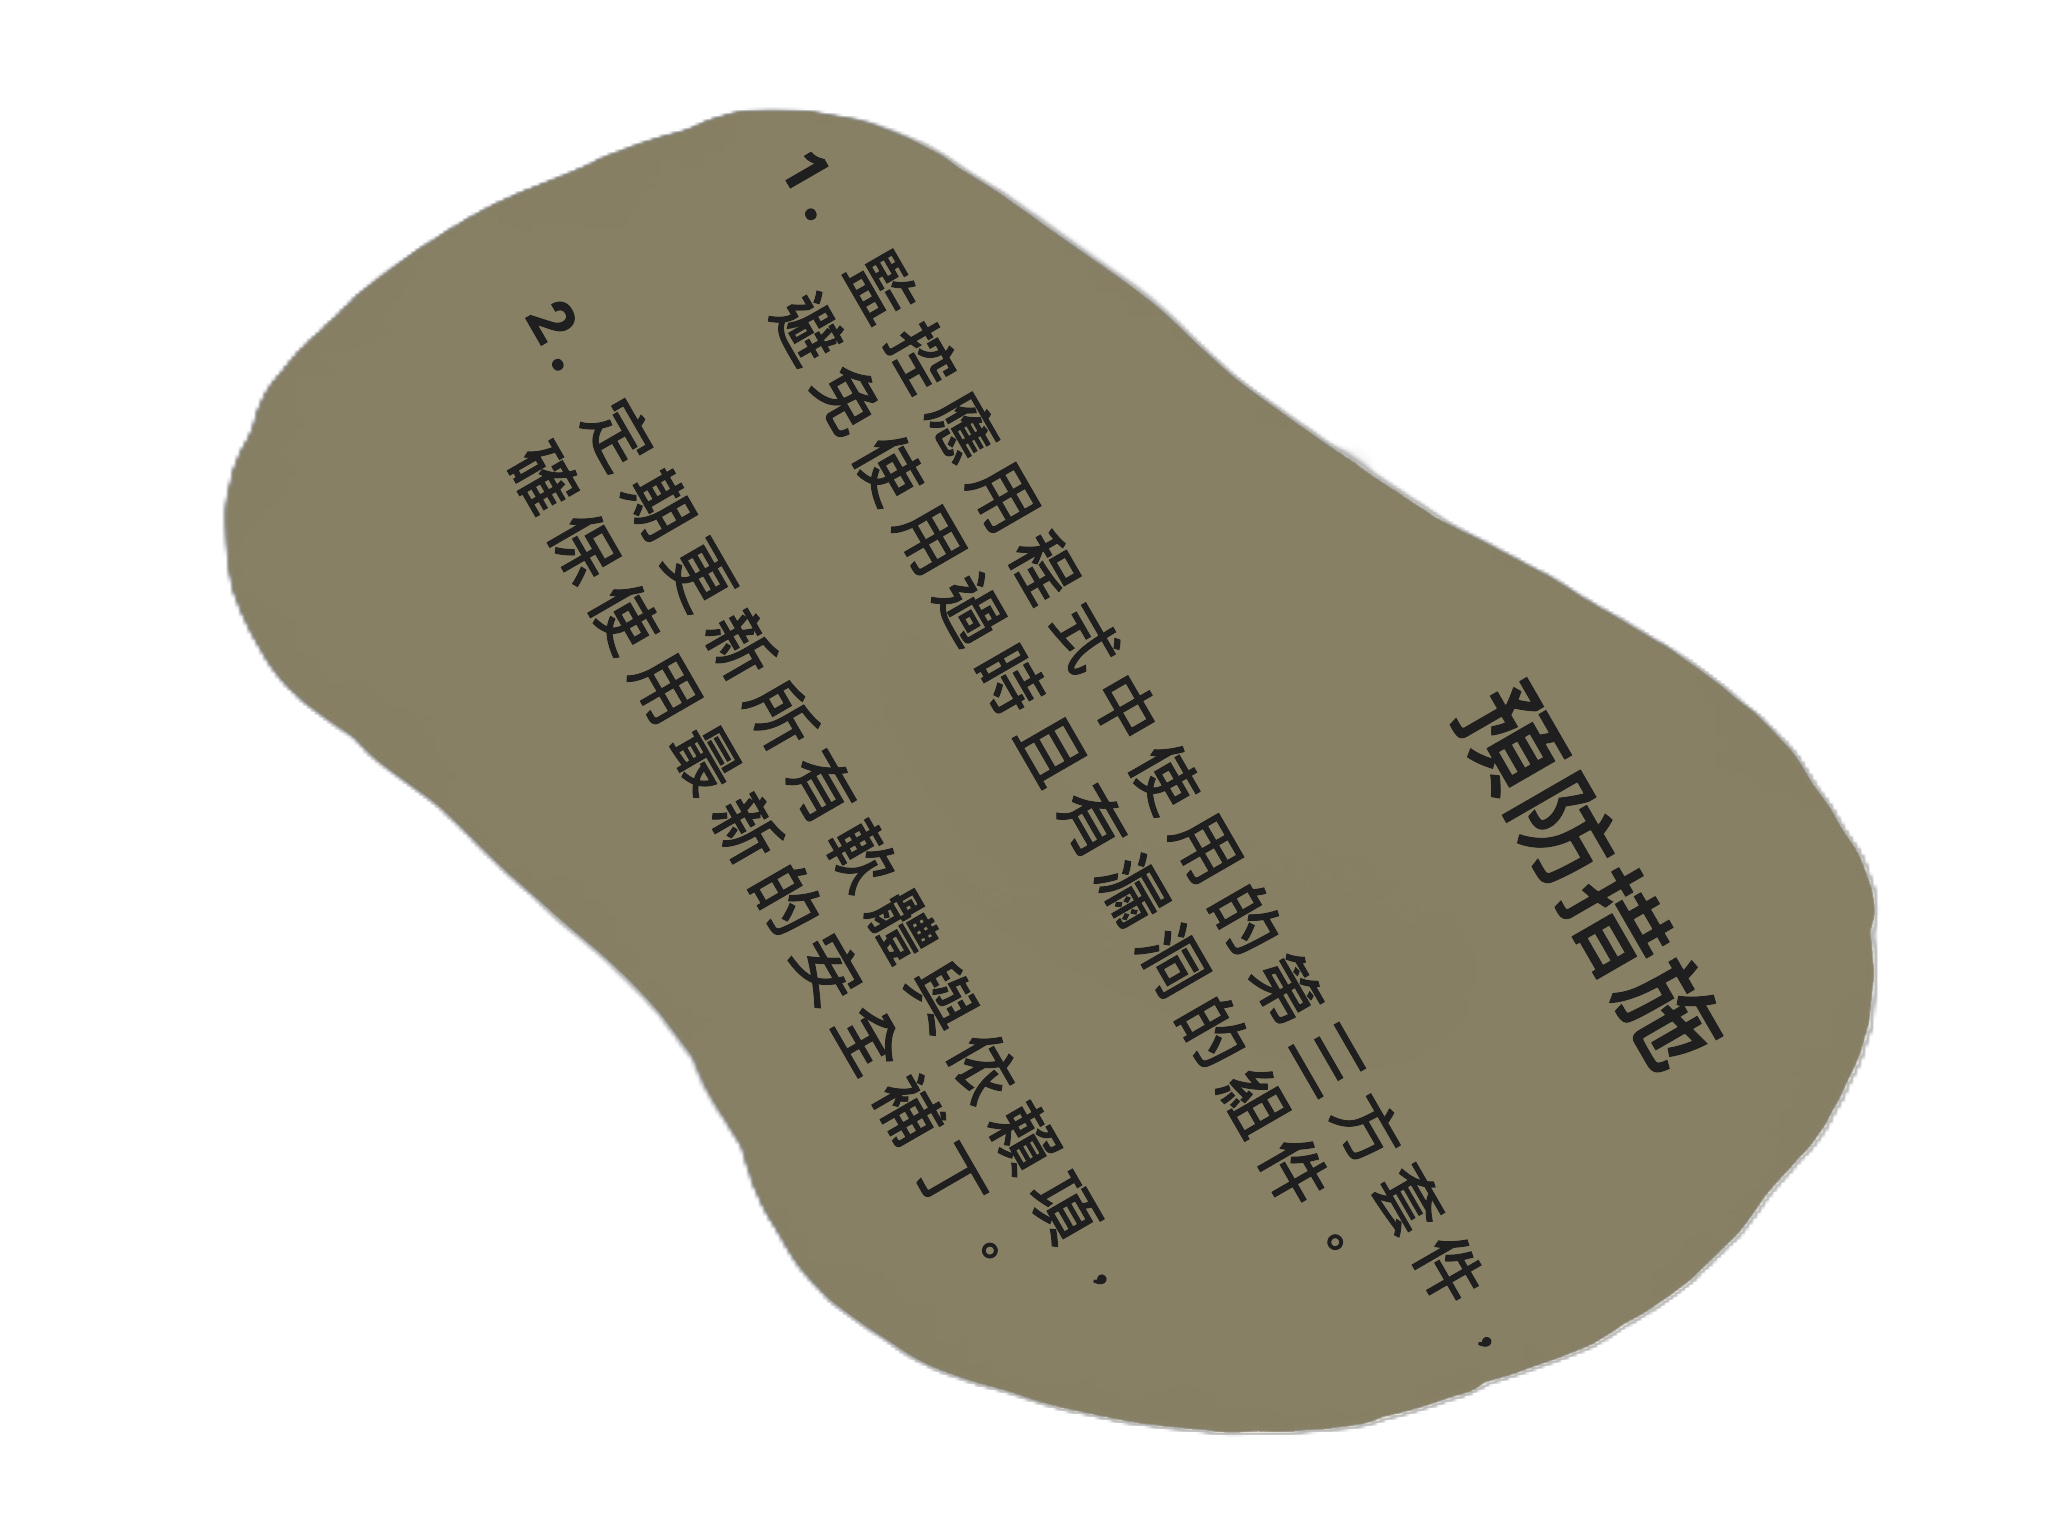 預防措施
1. 監控應用程式中使用的第三方套件，
避免使用過時且有漏洞的組件。
2. 定期更新所有軟體與依賴項，
確保使用最新的安全補丁。